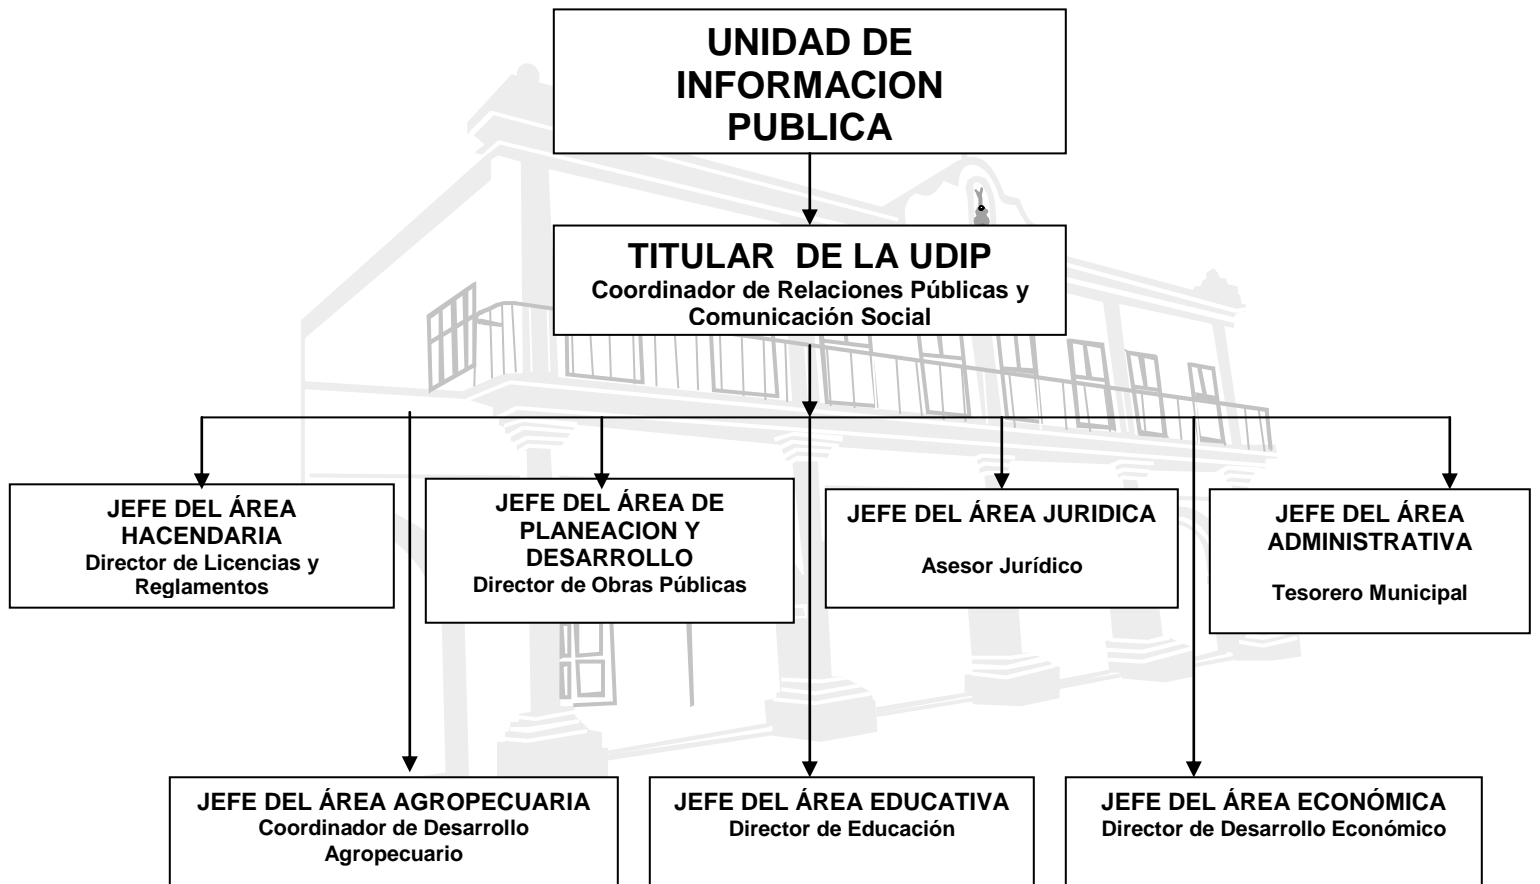 UNIDAD DE
INFORMACION
PUBLICA
TITULAR DE LA UDIP
Coordinador de Relaciones Públicas y
Comunicación Social
JEFE DEL ÁREA
HACENDARIA
Director de Licencias y
Reglamentos
JEFE DEL ÁREA DE
PLANEACION Y
DESARROLLO
Director de Obras Públicas
JEFE DEL ÁREA JURIDICA
Asesor Jurídico
JEFE DEL ÁREA
ADMINISTRATIVA
Tesorero Municipal
JEFE DEL ÁREA AGROPECUARIA
Coordinador de Desarrollo
Agropecuario
JEFE DEL ÁREA EDUCATIVA
Director de Educación
JEFE DEL ÁREA ECONÓMICA
Director de Desarrollo Económico